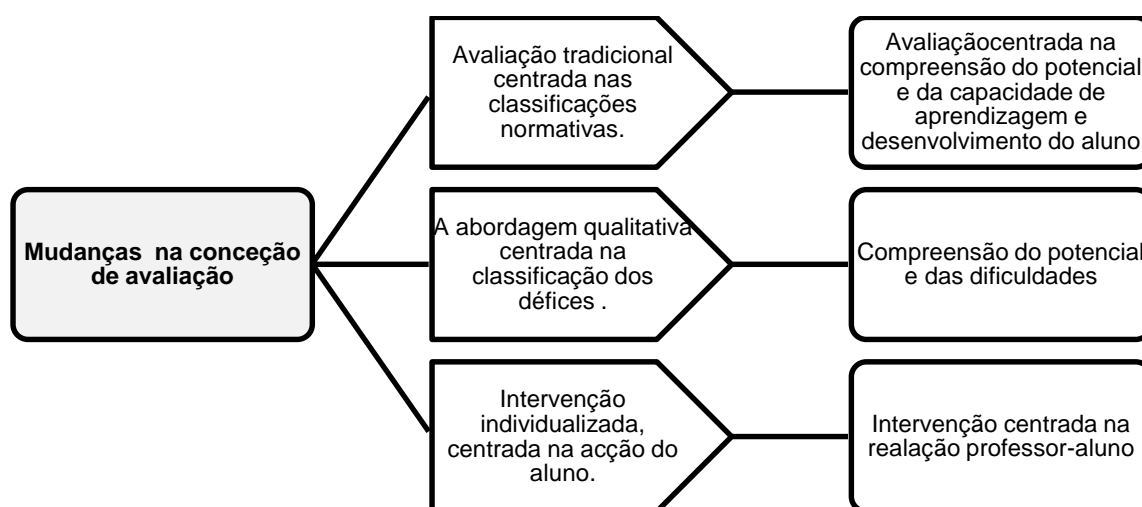 Avaliação tradicional
centrada nas
classificações
normativas.
Avaliaçãocentrada na
compreensão do potencial
e da capacidade de
aprendizagem e
desenvolvimento do aluno
Mudanças na conceção
de avaliação
A abordagem qualitativa
centrada na
classificação dos
défices .
Compreensão do potencial
e das dificuldades
Intervenção
individualizada,
centrada na acção do
aluno.
Intervenção centrada na
realação professor-aluno